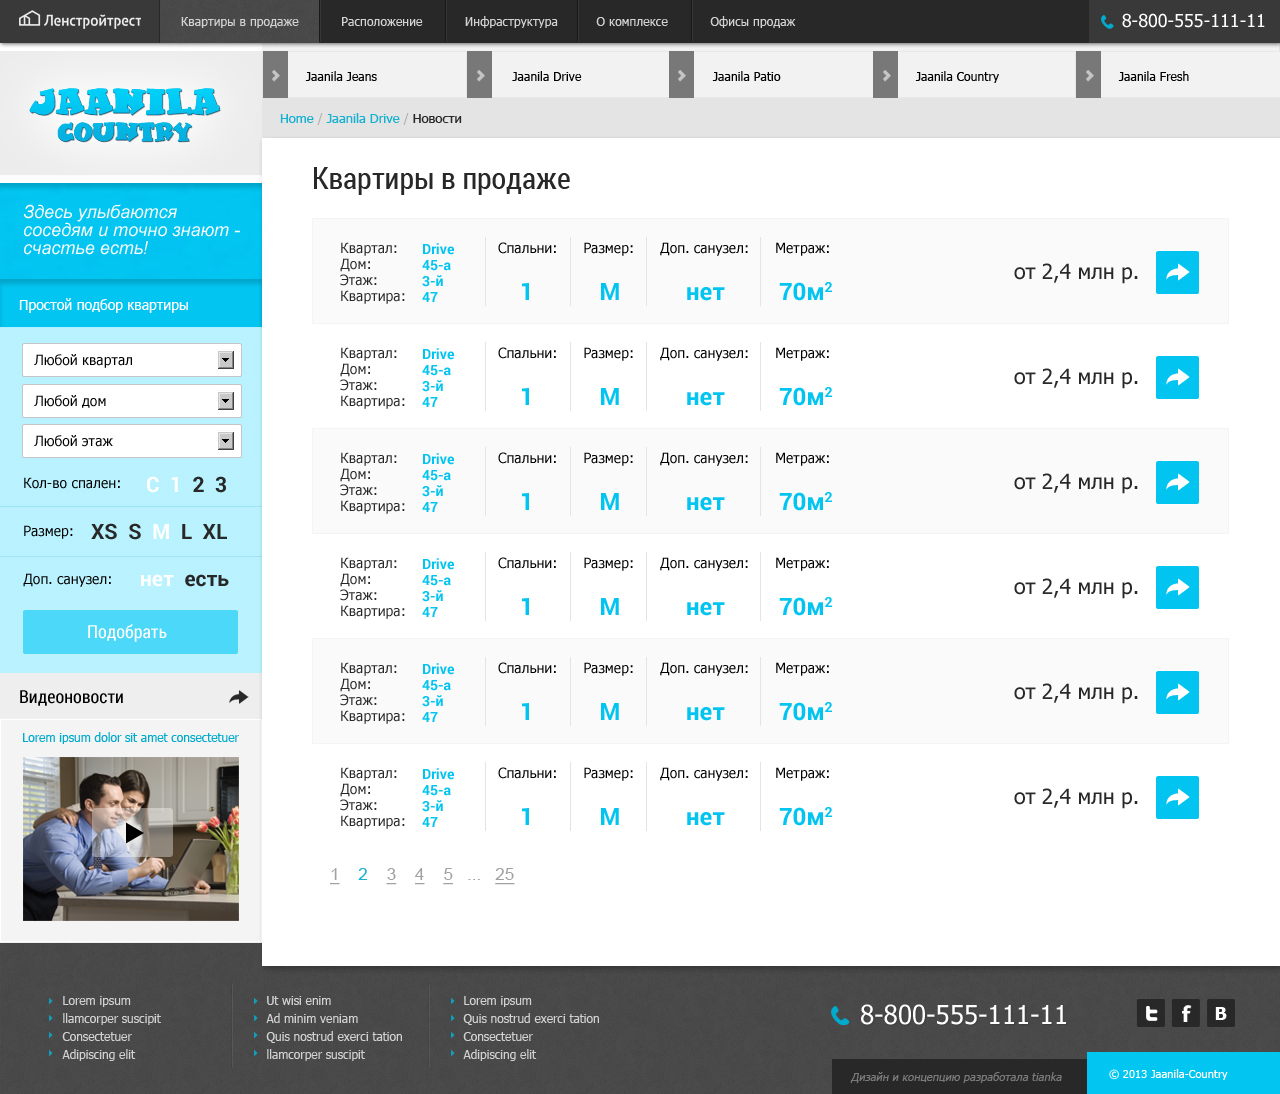 Ленстройтрест
Квартиры в продаже
Расположение
Инфраструктура
О комплексе
Офисы продаж
8-800-555-111-11
Jaanila Jeans
Jaanila Drive
Jaanila Patio
Jaanila Country
Jaanila Fresh
JAANILA
COUNTRY
Home / Jaanila Drive / Новости
Здесь улыбаются
соседям и точно знают -
счастье есть!
Простой подбор квартиры
Любой квартал
Любой дом
Любой этаж
Кол-во спален: С 1 2 3
Размер: XS S M L XL
Доп. санузел: нет есть
Подобрать
Видеоновости
Lorem ipsum dolor sit amet consectetuer
Квартиры в продаже
Квартал: Drive
Дом: 45-а
Этаж: 3-й
Квартира: 47
Спальни: Размер: Доп. санузел: Метраж:
1 M нет 70м²
от 2,4 млн р.
Квартал: Drive
Дом: 45-а
Этаж: 3-й
Квартира: 47
Спальни: Размер: Доп. санузел: Метраж:
1 M нет 70м²
от 2,4 млн р.
Квартал: Drive
Дом: 45-а
Этаж: 3-й
Квартира: 47
Спальни: Размер: Доп. санузел: Метраж:
1 M нет 70м²
от 2,4 млн р.
Квартал: Drive
Дом: 45-а
Этаж: 3-й
Квартира: 47
Спальни: Размер: Доп. санузел: Метраж:
1 M нет 70м²
от 2,4 млн р.
Квартал: Drive
Дом: 45-а
Этаж: 3-й
Квартира: 47
Спальни: Размер: Доп. санузел: Метраж:
1 M нет 70м²
от 2,4 млн р.
Квартал: Drive
Дом: 45-а
Этаж: 3-й
Квартира: 47
Спальни: Размер: Доп. санузел: Метраж:
1 M нет 70м²
от 2,4 млн р.
1 2 3 4 5 ... 25
Lorem ipsum
llamcorper suscipit
Consectetuer
Adipiscing elit
Ut wisi enim
Ad minim veniam
Quis nostrud exerci tation
llamcorper suscipit
Lorem ipsum
Quis nostrud exerci tation
Consectetuer
Adipiscing elit
8-800-555-111-11
t f B
Дизайн и концепцию разработала tianka
© 2013 Jaanila-Country